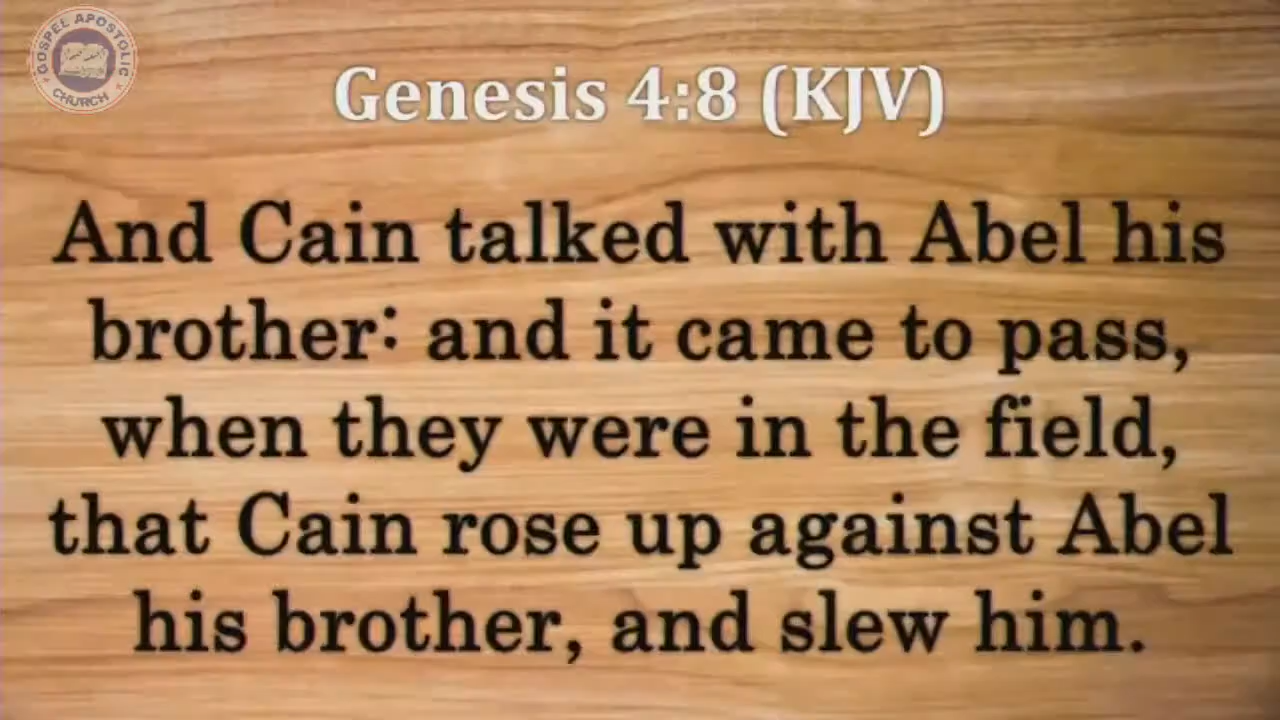 GOSPEL APOSTOLIC
CHURCH
Genesis 4:8 (KJV)
And Cain talked with Abel his
brother: and it came to pass,
when they were in the field,
that Cain rose up against Abel
his brother, and slew him.